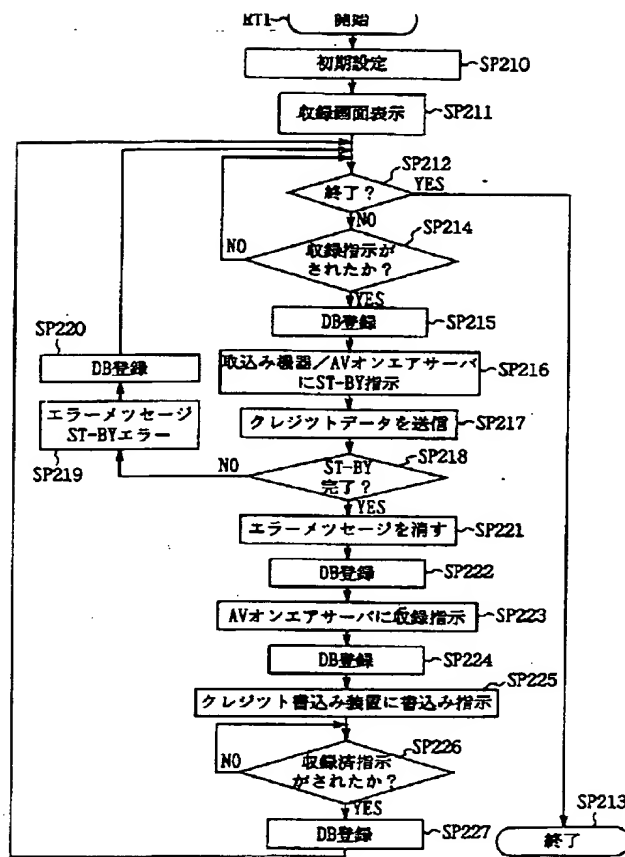 RT1
開始
初期設定
SP210
収録画面表示
SP211
SP212
終了?
YES
NO
SP214
NO
収録指示が
されたか?
YES
DB登録
SP215
SP220
DB登録
取込み機器/AVオンエアサーバ
にST-BY指示
SP216
エラーメッセージ
ST-BYエラー
クレジットデータを送信
SP217
SP219
NO
ST-BY
完了?
SP218
YES
エラーメッセージを消す
SP221
DB登録
SP222
AVオンエアサーバに収録指示
SP223
DB登録
SP224
SP225
クレジット書込み装置に書込み指示
SP226
NO
収録済指示
がされたか?
YES
SP213
DB登録
SP227
終了